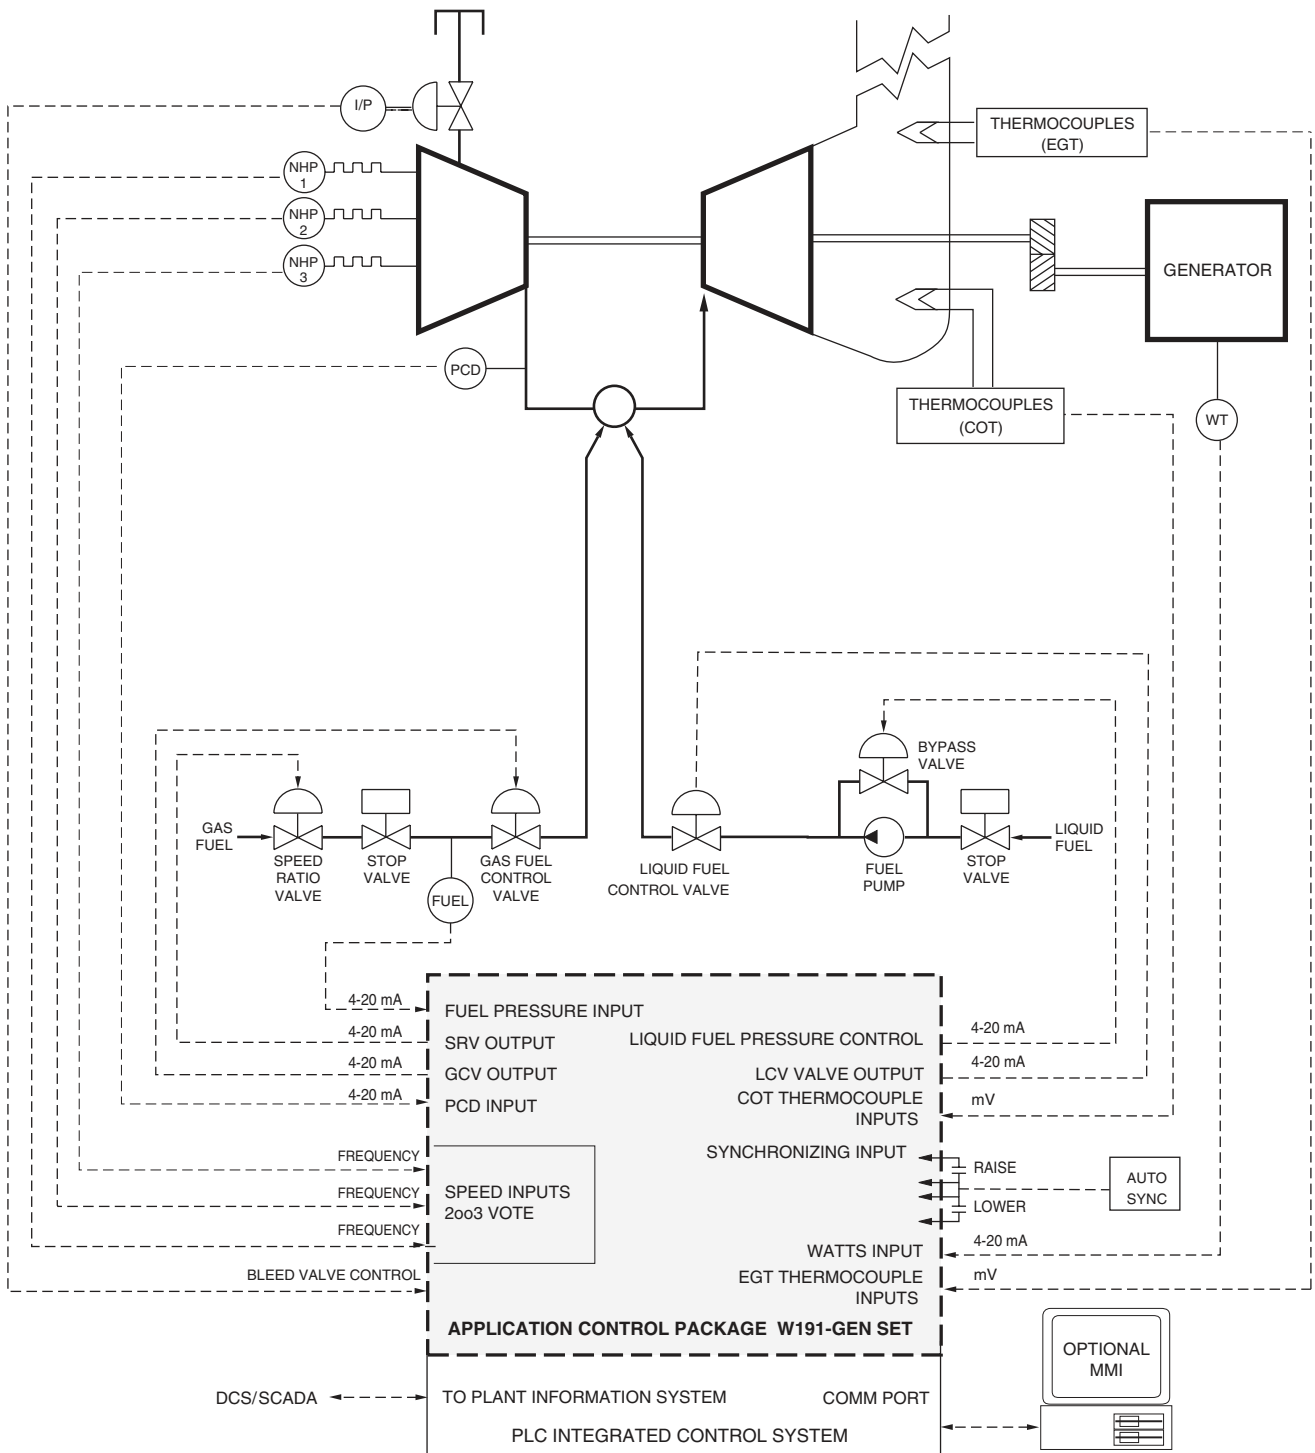 I/P
THERMOCOUPLES
(EGT)
NHP
1
NHP
2
NHP
3
GENERATOR
PCD
THERMOCOUPLES
(COT)
WT
BYPASS
VALVE
GAS
FUEL
SPEED
RATIO
VALVE
STOP
VALVE
GAS FUEL
CONTROL
VALVE
FUEL
LIQUID FUEL
CONTROL VALVE
FUEL
PUMP
STOP
VALVE
LIQUID
FUEL
4-20 mA
FUEL PRESSURE INPUT
4-20 mA
SRV OUTPUT
4-20 mA
GCV OUTPUT
4-20 mA
PCD INPUT
LIQUID FUEL PRESSURE CONTROL
4-20 mA
LCV VALVE OUTPUT
4-20 mA
COT THERMOCOUPLE
INPUTS
mV
FREQUENCY
FREQUENCY
FREQUENCY
SPEED INPUTS
2oo3 VOTE
SYNCHRONIZING INPUT
RAISE
LOWER
AUTO
SYNC
WATTS INPUT
4-20 mA
BLEED VALVE CONTROL
EGT THERMOCOUPLE
INPUTS
mV
APPLICATION CONTROL PACKAGE W191-GEN SET
OPTIONAL
MMI
DCS/SCADA
TO PLANT INFORMATION SYSTEM
COMM PORT
PLC INTEGRATED CONTROL SYSTEM